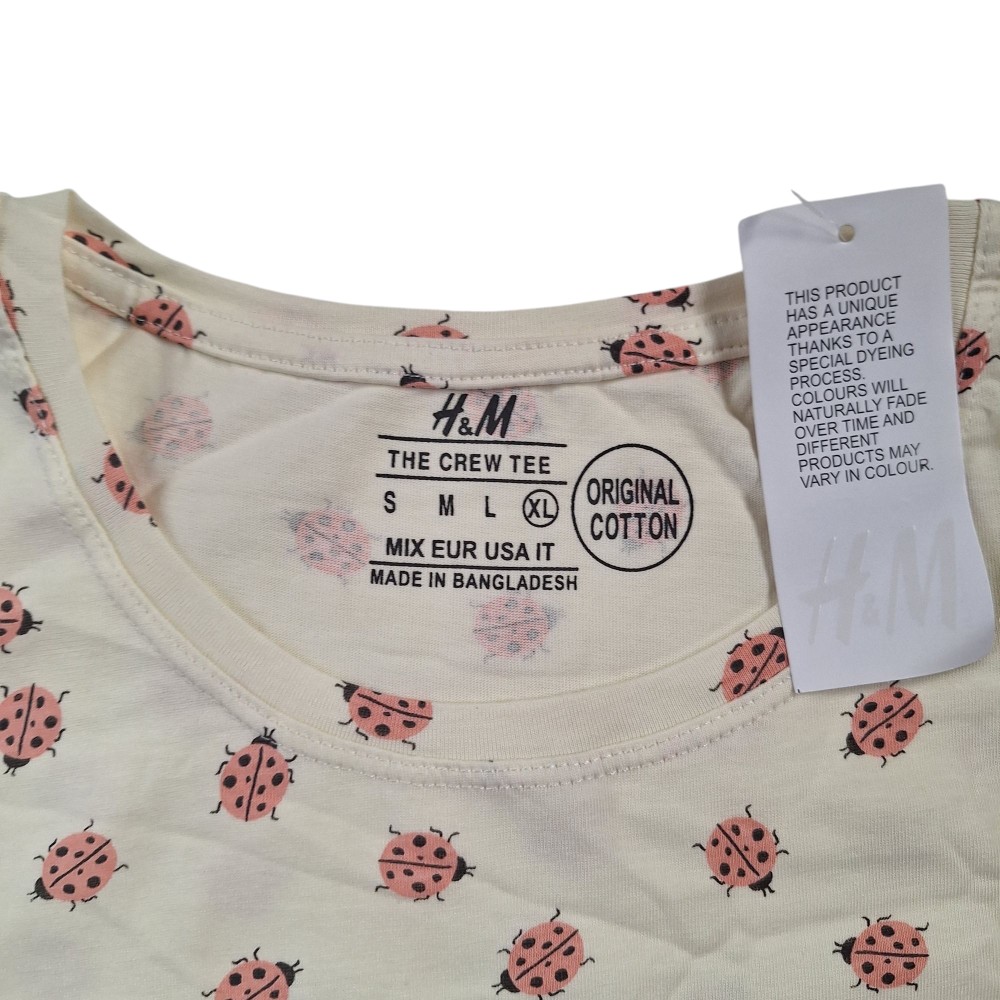 H&M
THE CREW TEE
S M L XL
MIX EUR USA IT
MADE IN BANGLADESH
ORIGINAL
COTTON
THIS PRODUCT
HAS A UNIQUE
APPEARANCE
THANKS TO A
SPECIAL DYEING
PROCESS.
COLOURS WILL
NATURALLY FADE
OVER TIME AND
DIFFERENT
PRODUCTS MAY
VARY IN COLOUR.
H&M